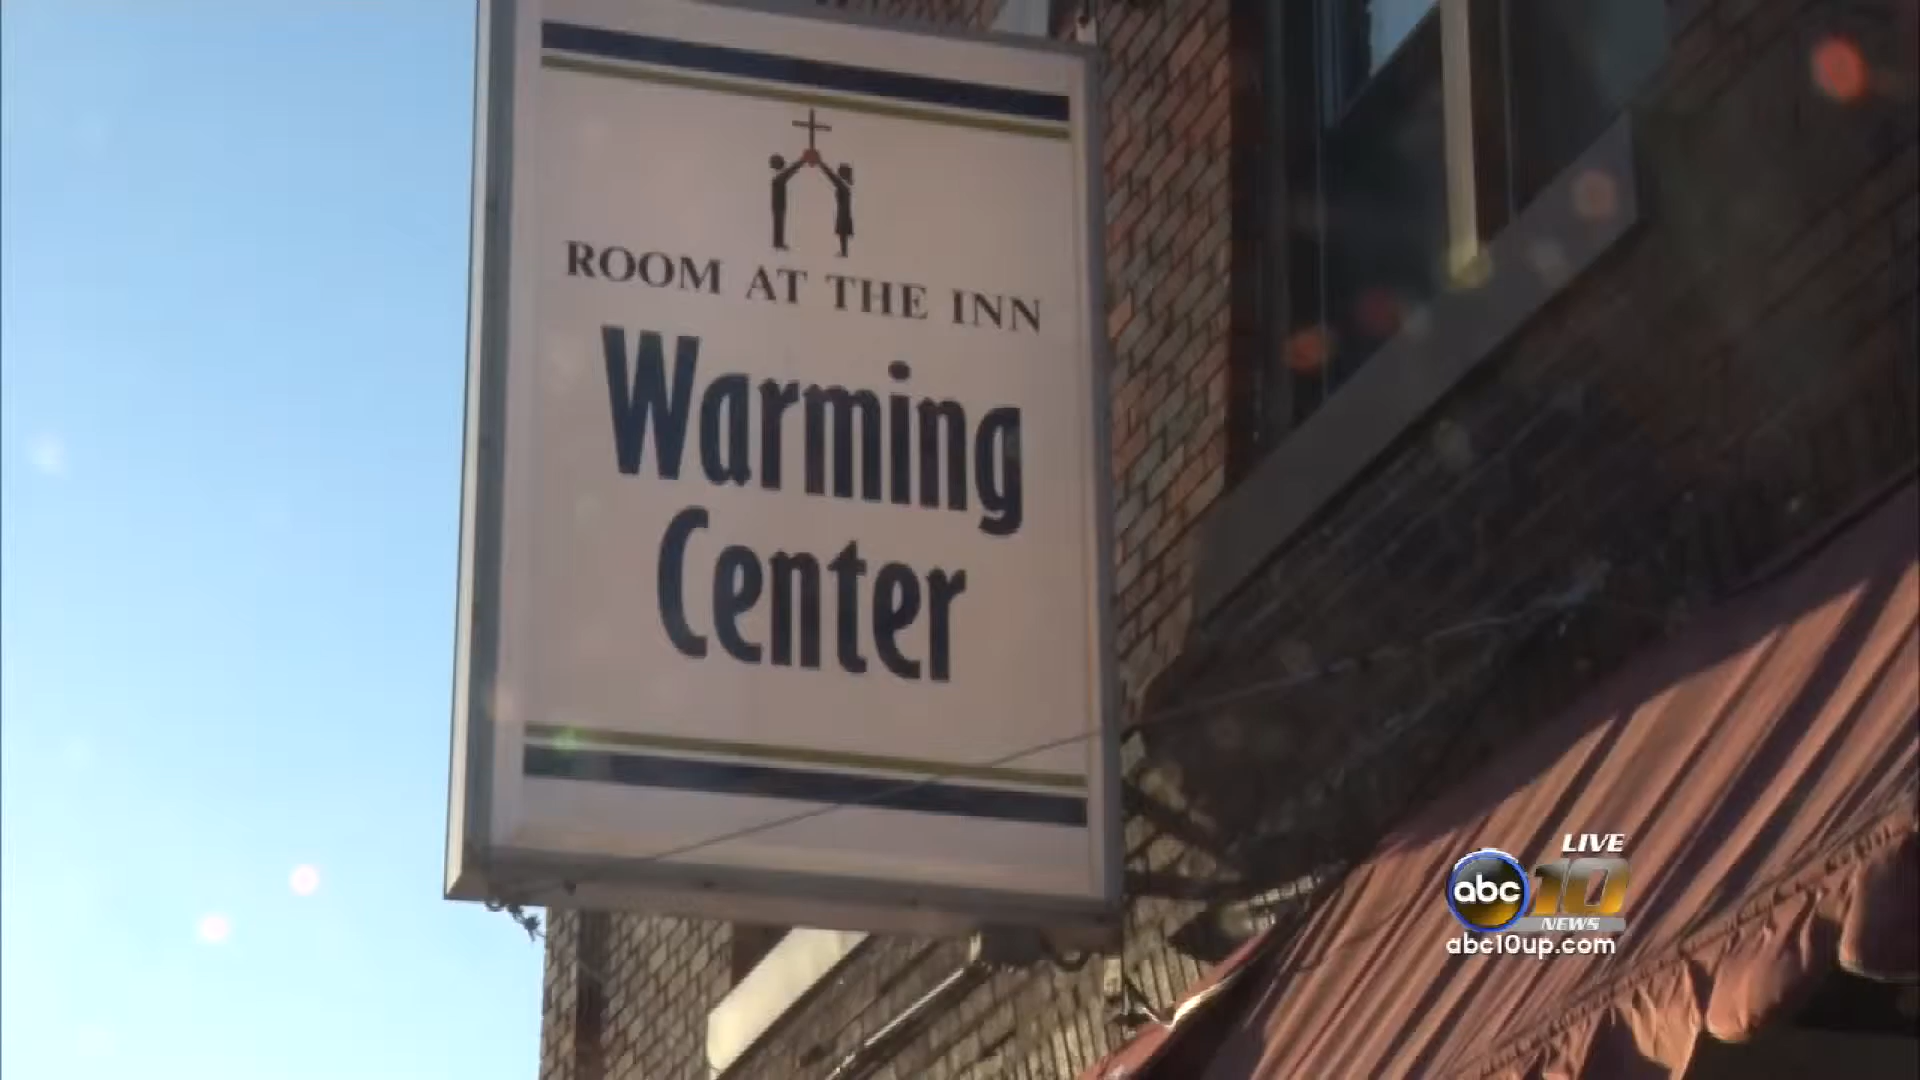 ROOM AT THE INN
Warming
Center
LIVE
abc 10
NEWS
abc10up.com